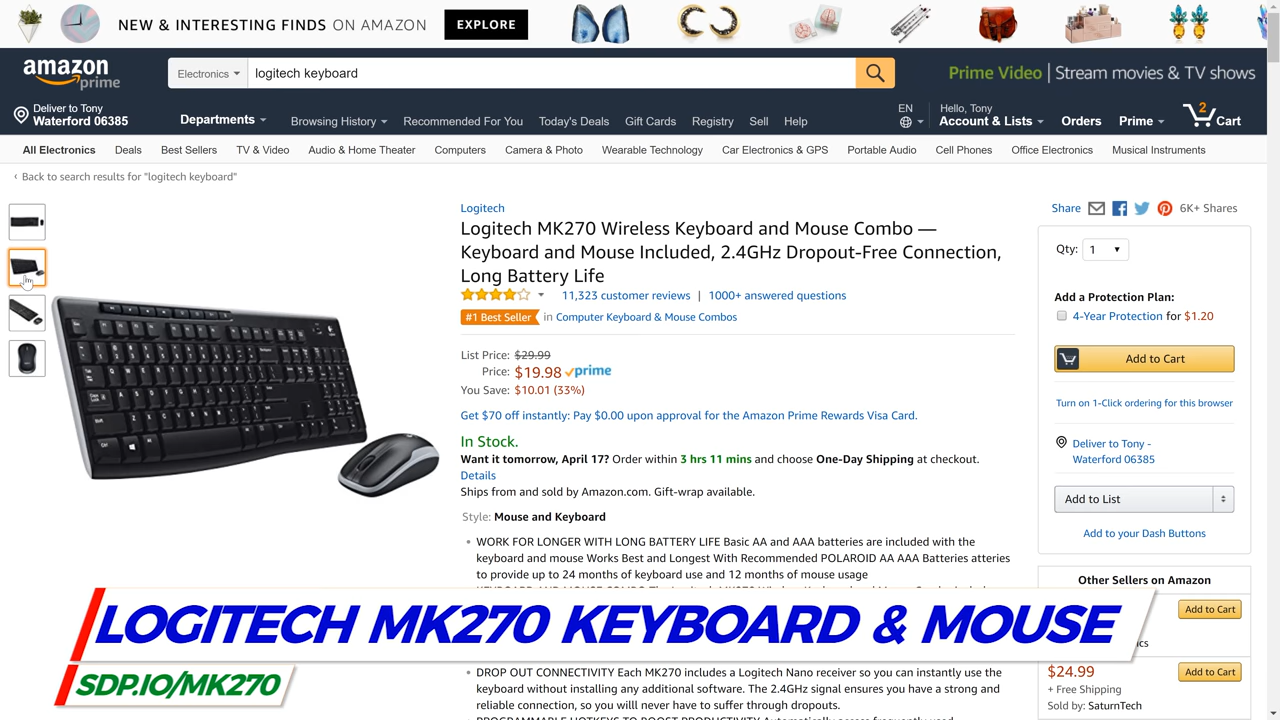 NEW & INTERESTING FINDS ON AMAZON EXPLORE
amazon prime
Electronics
logitech keyboard
Prime Video | Stream movies & TV shows
Deliver to Tony
Waterford 06385
Departments
Browsing History
Recommended For You
Today's Deals
Gift Cards
Registry
Sell
Help
EN
Hello, Tony
Account & Lists
Orders
Prime
2
Cart
All Electronics
Deals
Best Sellers
TV & Video
Audio & Home Theater
Computers
Camera & Photo
Wearable Technology
Car Electronics & GPS
Portable Audio
Cell Phones
Office Electronics
Musical Instruments
‹ Back to search results for "logitech keyboard"
Logitech
Logitech MK270 Wireless Keyboard and Mouse Combo —
Keyboard and Mouse Included, 2.4GHz Dropout-Free Connection,
Long Battery Life
11,323 customer reviews | 1000+ answered questions
#1 Best Seller in Computer Keyboard & Mouse Combos
List Price: $29.99
Price: $19.98 prime
You Save: $10.01 (33%)
Get $70 off instantly: Pay $0.00 upon approval for the Amazon Prime Rewards Visa Card.
In Stock.
Want it tomorrow, April 17? Order within 3 hrs 11 mins and choose One-Day Shipping at checkout.
Details
Ships from and sold by Amazon.com. Gift-wrap available.
Style: Mouse and Keyboard
• WORK FOR LONGER WITH LONG BATTERY LIFE Basic AA and AAA batteries are included with the
keyboard and mouse Works Best and Longest With Recommended POLAROID AA AAA Batteries atteries
to provide up to 24 months of keyboard use and 12 months of mouse usage
• DROP OUT CONNECTIVITY Each MK270 includes a Logitech Nano receiver so you can instantly use the
keyboard without installing any additional software. The 2.4GHz signal ensures you have a strong and
reliable connection, so you willl never have to suffer through dropouts.
Share
6K+ Shares
Qty: 1
Add a Protection Plan:
4-Year Protection for $1.20
Add to Cart
Turn on 1-Click ordering for this browser
Deliver to Tony -
Waterford 06385
Add to List
Add to your Dash Buttons
Other Sellers on Amazon
Add to Cart
$24.99
Add to Cart
+ Free Shipping
Sold by: SaturnTech
LOGITECH MK270 KEYBOARD & MOUSE
SDP.IO/MK270